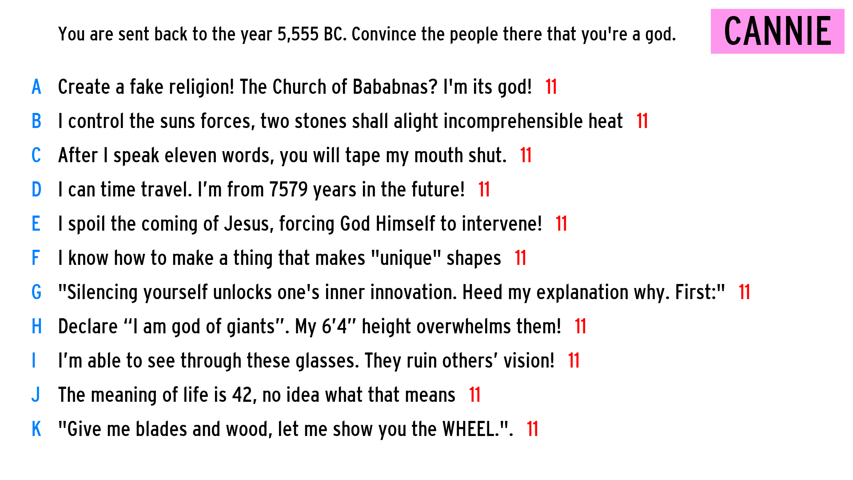 You are sent back to the year 5,555 BC. Convince the people there that you're a god.
CANNIE
A Create a fake religion! The Church of Bababnas? I'm its god! 11
B I control the suns forces, two stones shall alight incomprehensible heat 11
C After I speak eleven words, you will tape my mouth shut. 11
D I can time travel. I’m from 7579 years in the future! 11
E I spoil the coming of Jesus, forcing God Himself to intervene! 11
F I know how to make a thing that makes "unique" shapes 11
G "Silencing yourself unlocks one's inner innovation. Heed my explanation why. First:" 11
H Declare “I am god of giants”. My 6’4” height overwhelms them! 11
I I’m able to see through these glasses. They ruin others’ vision! 11
J The meaning of life is 42, no idea what that means 11
K "Give me blades and wood, let me show you the WHEEL.". 11